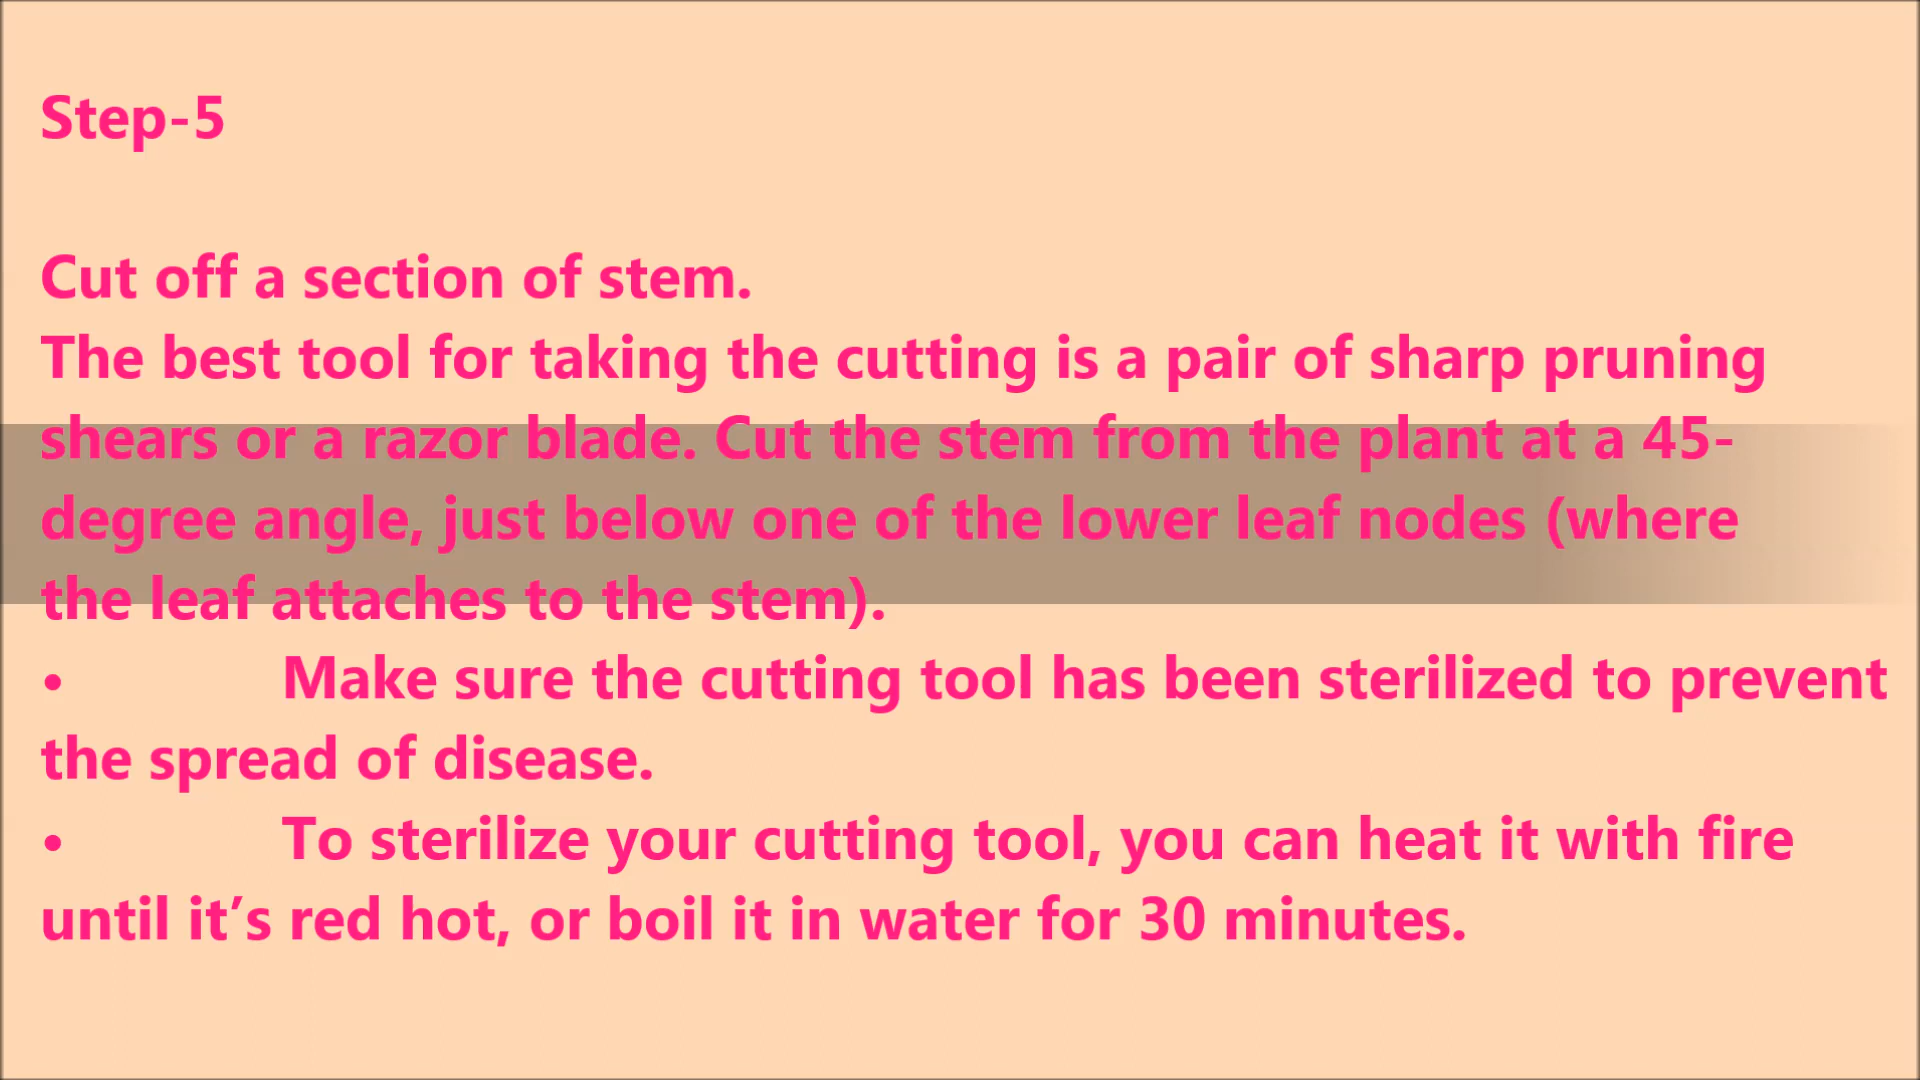 Step-5
Cut off a section of stem.
The best tool for taking the cutting is a pair of sharp pruning
shears or a razor blade. Cut the stem from the plant at a 45-
degree angle, just below one of the lower leaf nodes (where
the leaf attaches to the stem).
• Make sure the cutting tool has been sterilized to prevent
the spread of disease.
• To sterilize your cutting tool, you can heat it with fire
until it’s red hot, or boil it in water for 30 minutes.